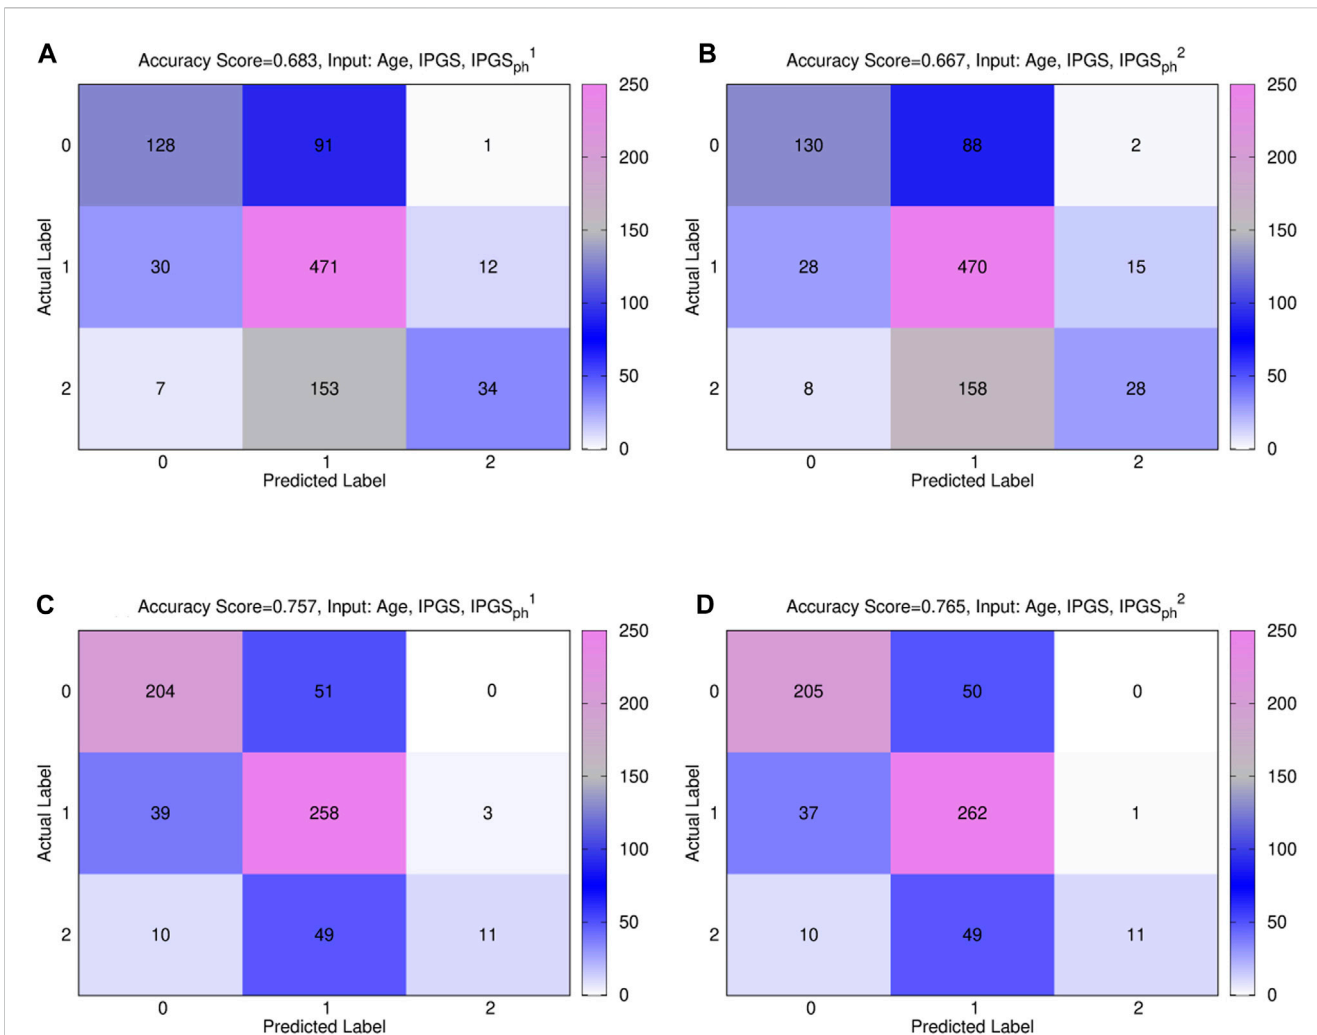 A
Accuracy Score=0.683, Input: Age, IPGS, IPGSph1
0 128 91 1
1 30 471 12
2 7 153 34
0 1 2
Predicted Label
Actual Label
250
200
150
100
50
0
B
Accuracy Score=0.667, Input: Age, IPGS, IPGSph2
0 130 88 2
1 28 470 15
2 8 158 28
0 1 2
Predicted Label
Actual Label
250
200
150
100
50
0
C
Accuracy Score=0.757, Input: Age, IPGS, IPGSph1
0 204 51 0
1 39 258 3
2 10 49 11
0 1 2
Predicted Label
Actual Label
250
200
150
100
50
0
D
Accuracy Score=0.765, Input: Age, IPGS, IPGSph2
0 205 50 0
1 37 262 1
2 10 49 11
0 1 2
Predicted Label
Actual Label
250
200
150
100
50
0